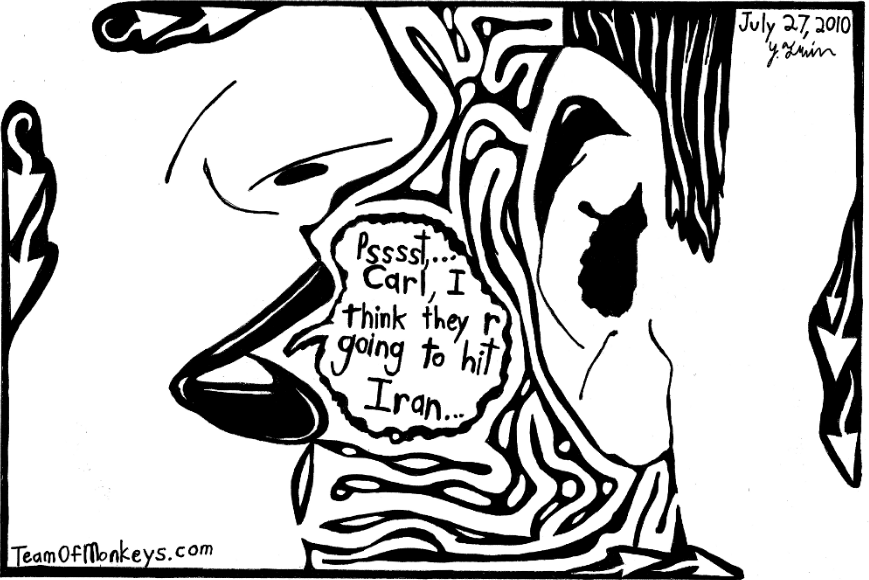 July 27, 2010
Psssst,...
Carl, I
think they r
going to hit
Iran...
TeamOfMonkeys.com